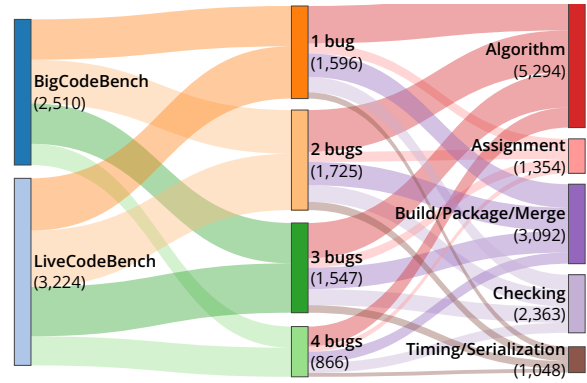 BigCodeBench
(2,510)
LiveCodeBench
(3,224)
1 bug
(1,596)
2 bugs
(1,725)
3 bugs
(1,547)
4 bugs
(866)
Algorithm
(5,294)
Assignment
(1,354)
Build/Package/Merge
(3,092)
Checking
(2,363)
Timing/Serialization
(1,048)